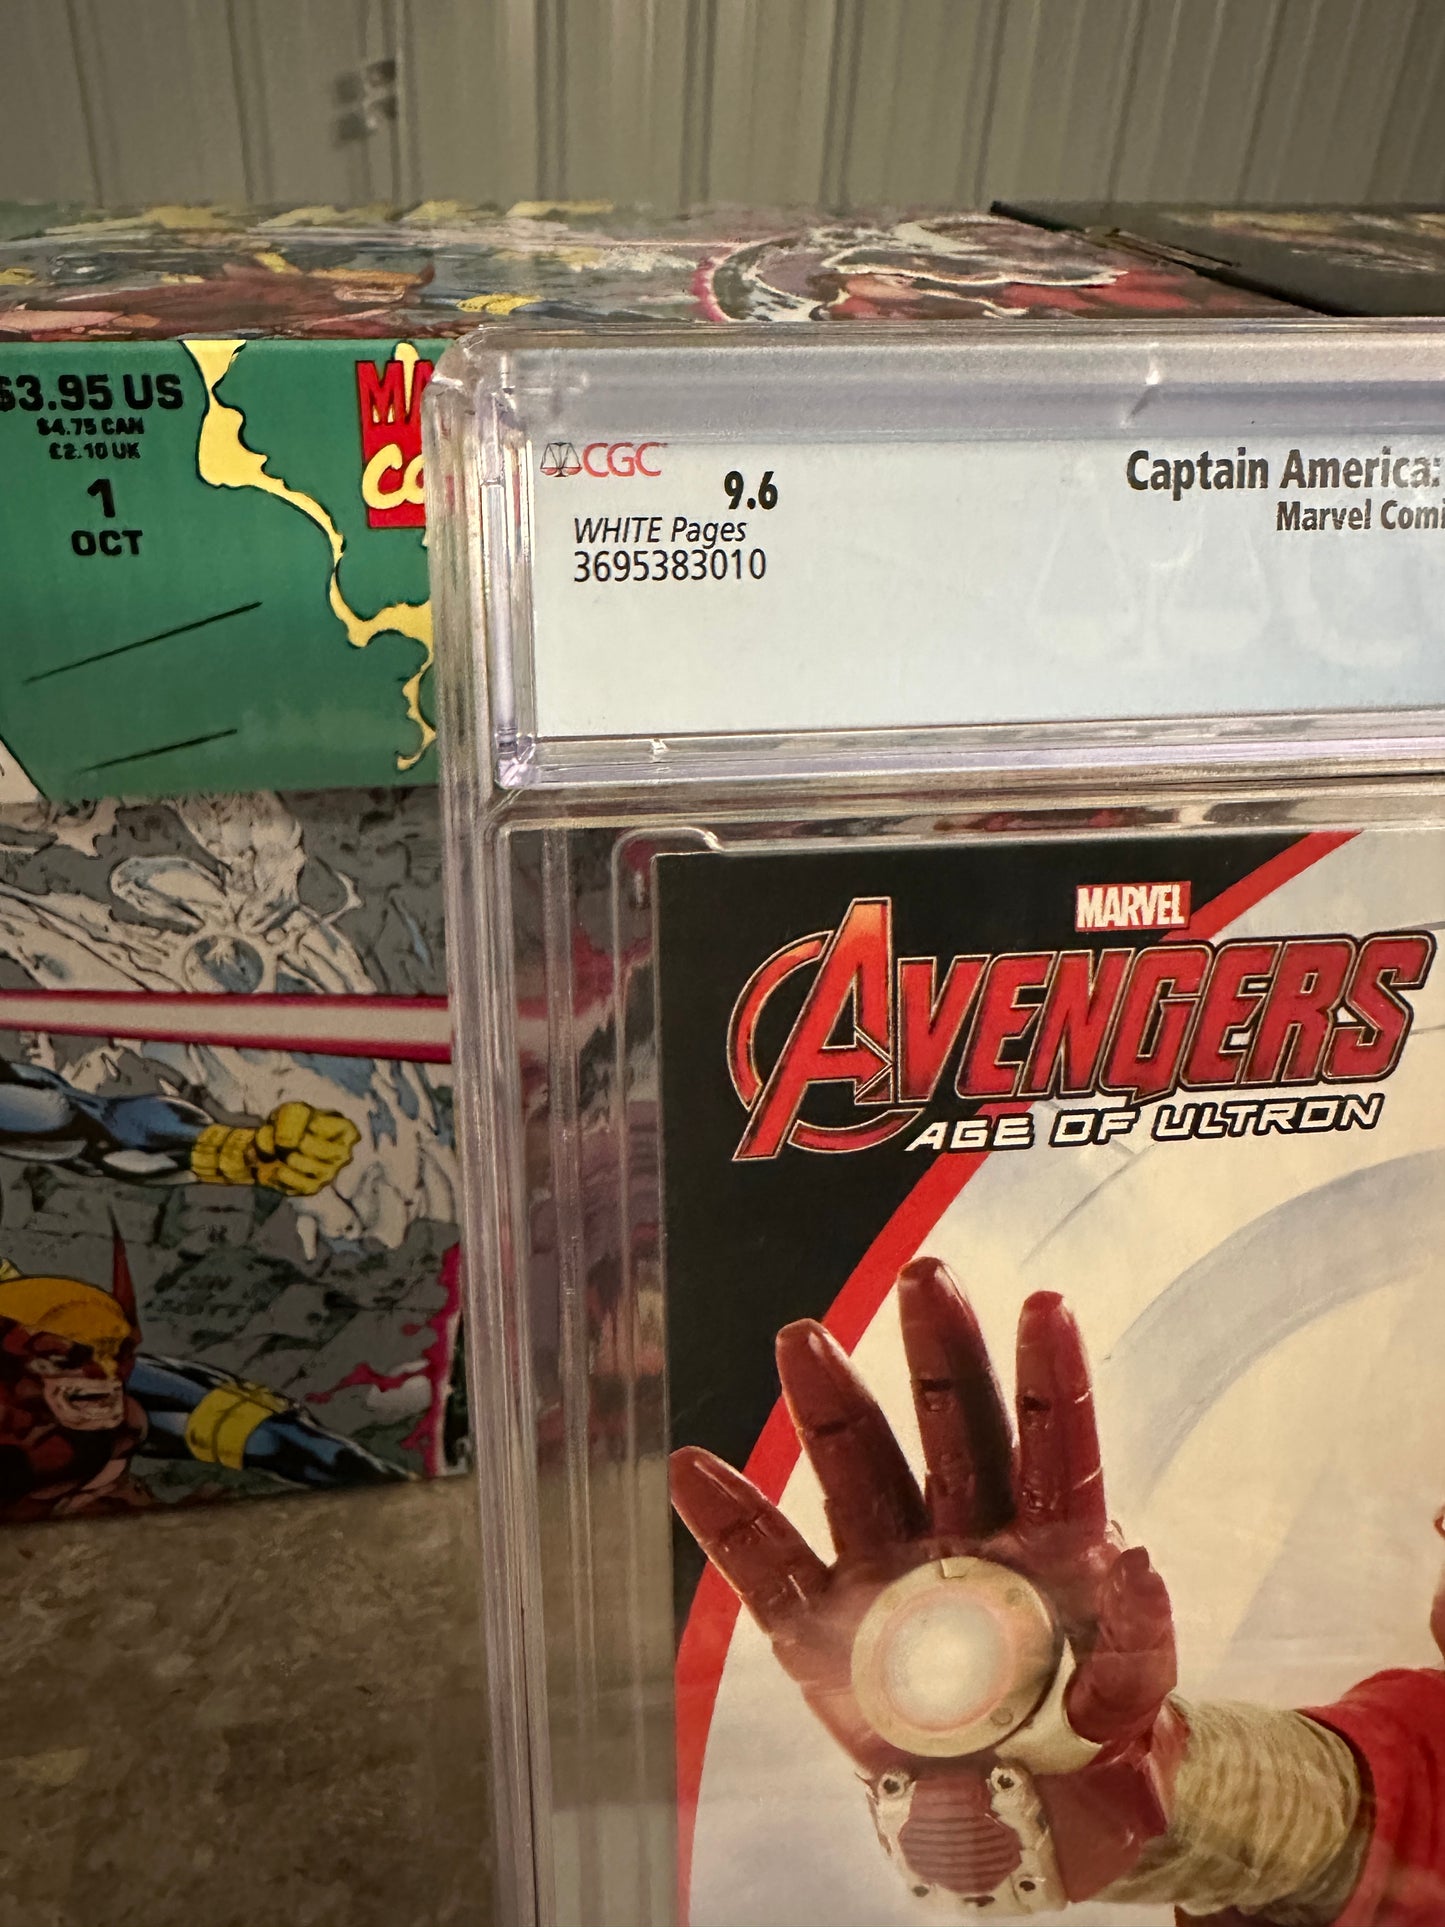 $3.95 US
$4.75 CAN
£2.10 UK
1
OCT
CGC
9.6
WHITE Pages
3695383010
Captain America:
Marvel
MARVEL
AVENGERS
AGE OF ULTRON